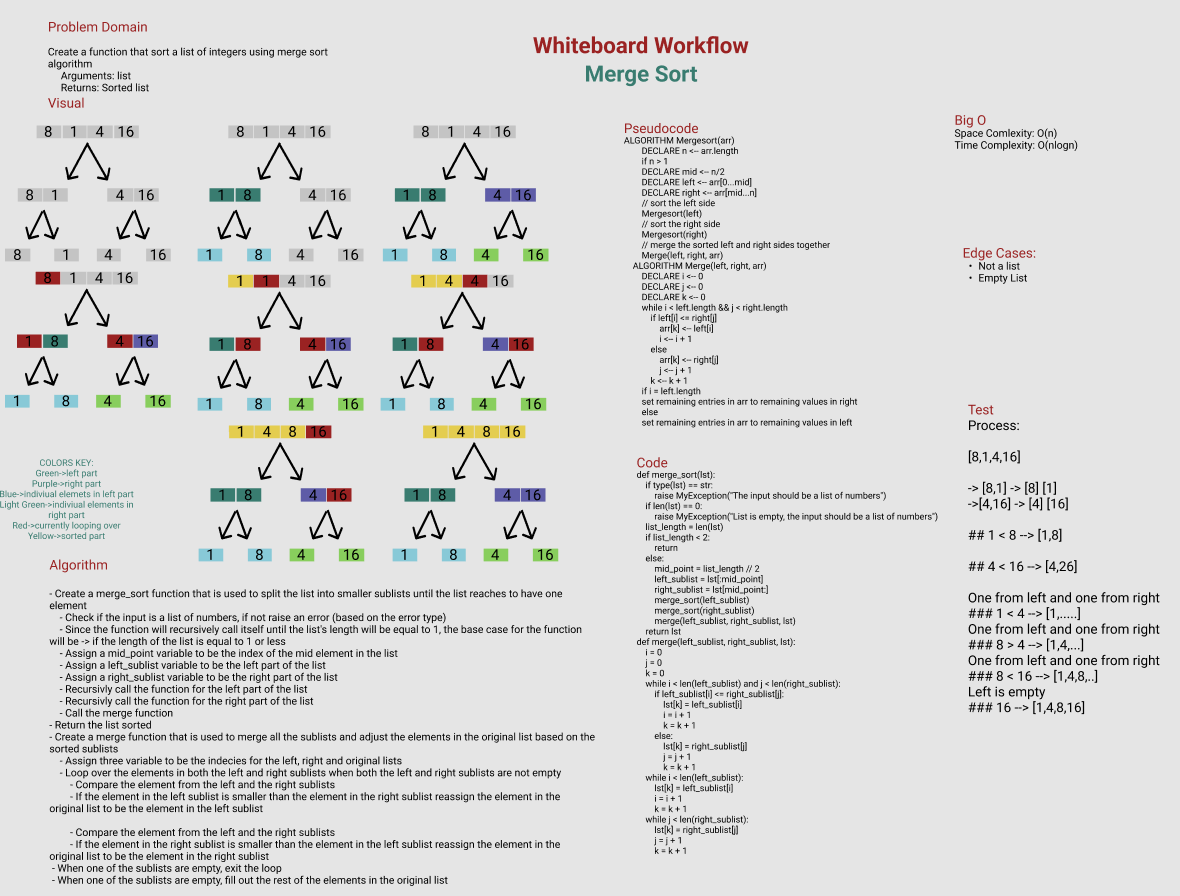 Problem Domain
Create a function that sort a list of integers using merge sort
algorithm
Arguments: list
Returns: Sorted list
Visual
Whiteboard Workflow
Merge Sort
8 1 4 16
8 1 4 16
8 1 4 16
8 1 4 16
1 8 4 16
1 8 4 16
8 1 4 16
1 8 4 16
1 8 4 16
8 1 4 16
1 1 4 16
1 4 4 16
1 8 4 16
1 8 4 16
1 8 4 16
1 8 4 16
1 8 4 16
1 8 4 16
1 4 8 16
1 4 8 16
1 8 4 16
1 8 4 16
1 8 4 16
1 8 4 16
COLORS KEY:
Green->left part
Purple->right part
Blue->indiviual elemets in left part
Light Green->indiviual elements in
right part
Red->currently looping over
Yellow->sorted part
Algorithm
- Create a merge_sort function that is used to split the list into smaller sublists until the list reaches to have one
element
- Check if the input is a list of numbers, if not raise an error (based on the error type)
- Since the function will recursively call itself until the list's length will be equal to 1, the base case for the function
will be -> if the length of the list is equal to 1 or less
- Assign a mid_point variable to be the index of the mid element in the list
- Assign a left_sublist variable to be the left part of the list
- Assign a right_sublist variable to be the right part of the list
- Recursivly call the function for the left part of the list
- Recursivly call the function for the right part of the list
- Call the merge function
- Return the list sorted
- Create a merge function that is used to merge all the sublists and adjust the elements in the original list based on the
sorted sublists
- Assign three variable to be the indecies for the left, right and original lists
- Loop over the elements in both the left and right sublists when both the left and right sublists are not empty
- Compare the element from the left and the right sublists
- If the element in the left sublist is smaller than the element in the right sublist reassign the element in the
original list to be the element in the left sublist
- Compare the element from the left and the right sublists
- If the element in the right sublist is smaller than the element in the left sublist reassign the element in the
original list to be the element in the right sublist
- When one of the sublists are empty, exit the loop
- When one of the sublists are empty, fill out the rest of the elements in the original list
Pseudocode
ALGORITHM Mergesort(arr)
DECLARE n <-- arr.length
if n > 1
DECLARE mid <-- n/2
DECLARE left <-- arr[0...mid]
DECLARE right <-- arr[mid...n]
// sort the left side
Mergesort(left)
// sort the right side
Mergesort(right)
// merge the sorted left and right sides together
Merge(left, right, arr)
ALGORITHM Merge(left, right, arr)
DECLARE i <-- 0
DECLARE j <-- 0
DECLARE k <-- 0
while i < left.length && j < right.length
if left[i] <= right[j]
arr[k] <-- left[i]
i <-- i + 1
else
arr[k] <-- right[j]
j <-- j + 1
k <-- k + 1
if i = left.length
set remaining entries in arr to remaining values in right
else
set remaining entries in arr to remaining values in left
Code
def merge_sort(lst):
if type(lst) == str:
raise MyException("The input should be a list of numbers")
if len(lst) == 0:
raise MyException("List is empty, the input should be a list of numbers")
list_length = len(lst)
if list_length < 2:
return
else:
mid_point = list_length // 2
left_sublist = lst[:mid_point]
right_sublist = lst[mid_point:]
merge_sort(left_sublist)
merge_sort(right_sublist)
merge(left_sublist, right_sublist, lst)
return lst
def merge(left_sublist, right_sublist, lst):
i = 0
j = 0
k = 0
while i < len(left_sublist) and j < len(right_sublist):
if left_sublist[i] <= right_sublist[j]:
lst[k] = left_sublist[i]
i = i + 1
k = k + 1
else:
lst[k] = right_sublist[j]
j = j + 1
k = k + 1
while i < len(left_sublist):
lst[k] = left_sublist[i]
i = i + 1
k = k + 1
while j < len(right_sublist):
lst[k] = right_sublist[j]
j = j + 1
k = k + 1
Big O
Space Comlexity: O(n)
Time Complexity: O(nlogn)
Edge Cases:
• Not a list
• Empty List
Test
Process:
[8,1,4,16]
-> [8,1] -> [8] [1]
->[4,16] -> [4] [16]
## 1 < 8 --> [1,8]
## 4 < 16 --> [4,26]
One from left and one from right
### 1 < 4 --> [1,.....]
One from left and one from right
### 8 > 4 --> [1,4,...]
One from left and one from right
### 8 < 16 --> [1,4,8,..]
Left is empty
### 16 --> [1,4,8,16]